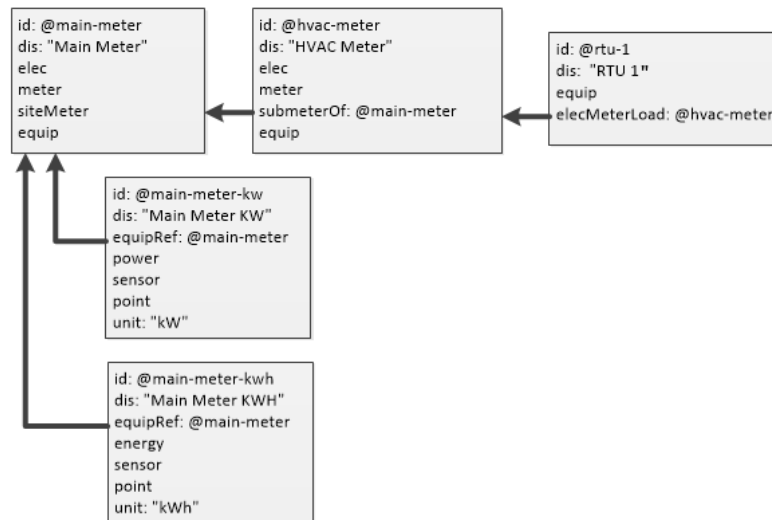 id: @main-meter
dis: "Main Meter"
elec
meter
siteMeter
equip
id: @hvac-meter
dis: "HVAC Meter"
elec
meter
submeterOf: @main-meter
equip
id: @rtu-1
dis:  "RTU 1"
equip
elecMeterLoad: @hvac-meter
id: @main-meter-kw
dis: "Main Meter KW"
equipRef: @main-meter
power
sensor
point
unit: "kW"
id: @main-meter-kwh
dis: "Main Meter KWH"
equipRef: @main-meter
energy
sensor
point
unit: "kWh"